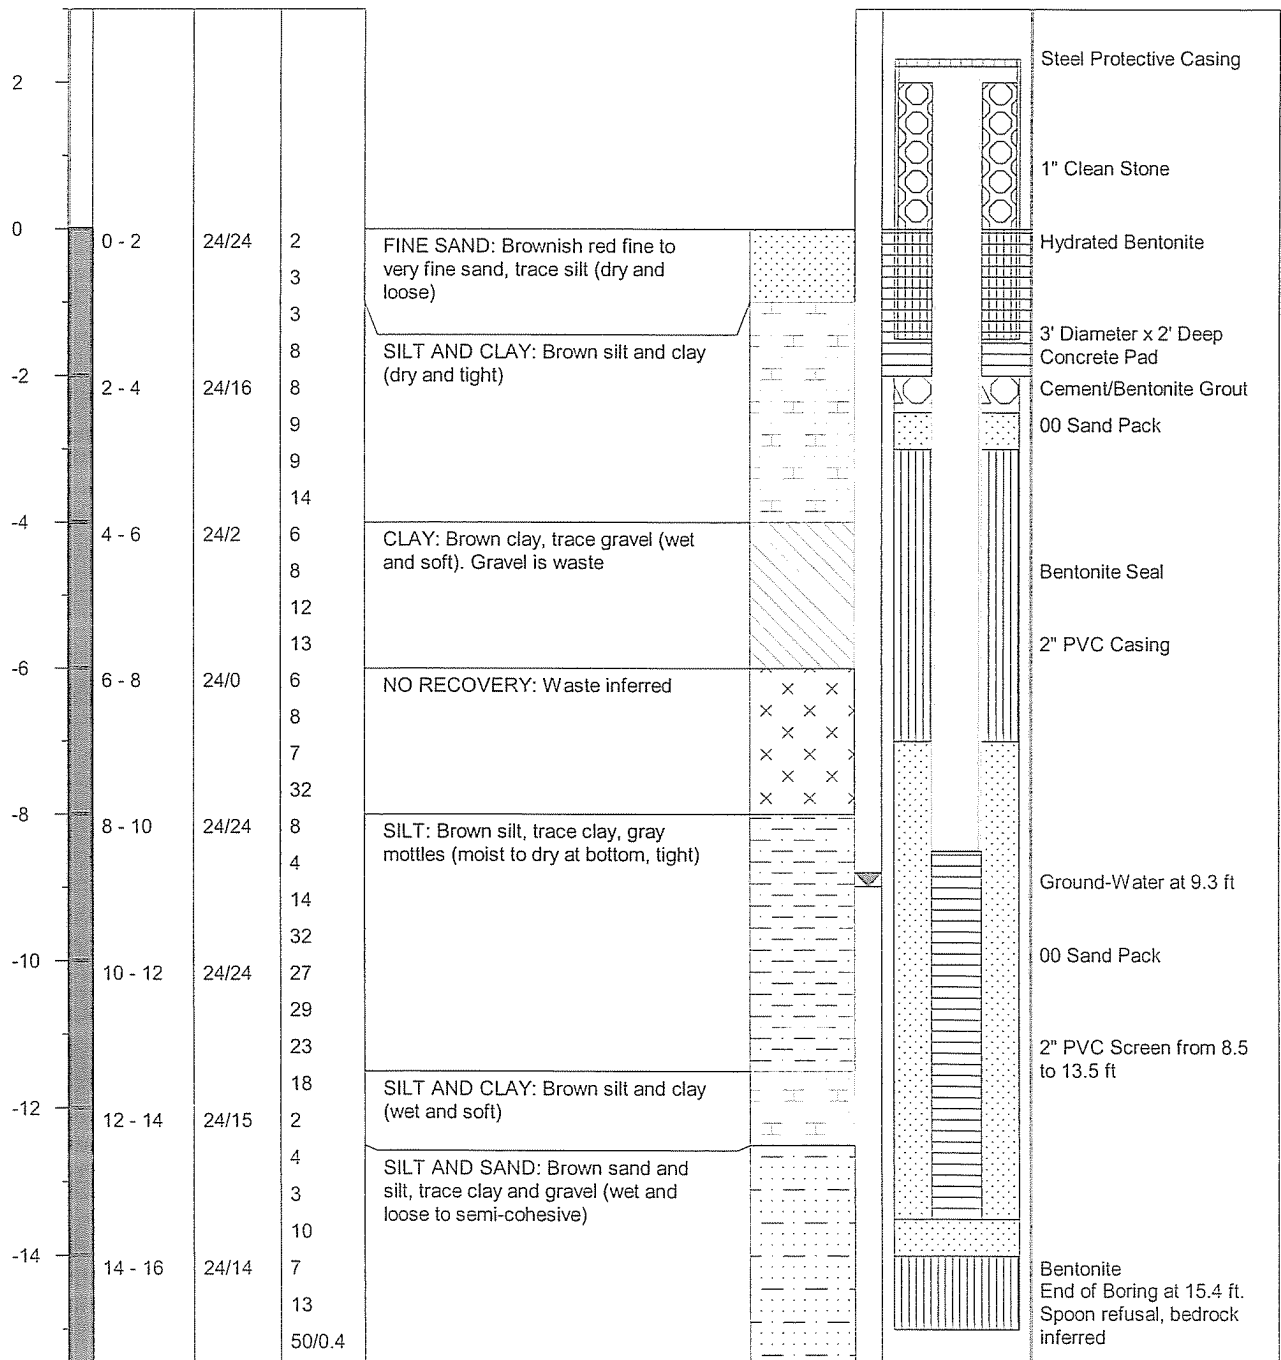 Steel Protective Casing
2
1" Clean Stone
0
0 - 2 24/24 2
FINE SAND: Brownish red fine to
very fine sand, trace silt (dry and
loose)
Hydrated Bentonite
3
3
3' Diameter x 2' Deep
Concrete Pad
8
SILT AND CLAY: Brown silt and clay
(dry and tight)
-2
2 - 4 24/16 8
Cement/Bentonite Grout
9
00 Sand Pack
9
14
-4
4 - 6 24/2 6
CLAY: Brown clay, trace gravel (wet
and soft). Gravel is waste
8
Bentonite Seal
12
13
2" PVC Casing
-6
6 - 8 24/0 6
NO RECOVERY: Waste inferred
8
7
32
-8
8 - 10 24/24 8
SILT: Brown silt, trace clay, gray
mottles (moist to dry at bottom, tight)
4
Ground-Water at 9.3 ft
14
32
00 Sand Pack
-10
10 - 12 24/24 27
29
23
2" PVC Screen from 8.5
to 13.5 ft
18
SILT AND CLAY: Brown silt and clay
(wet and soft)
-12
12 - 14 24/15 2
4
SILT AND SAND: Brown sand and
silt, trace clay and gravel (wet and
loose to semi-cohesive)
3
10
-14
14 - 16 24/14 7
Bentonite
End of Boring at 15.4 ft.
Spoon refusal, bedrock
inferred
13
50/0.4